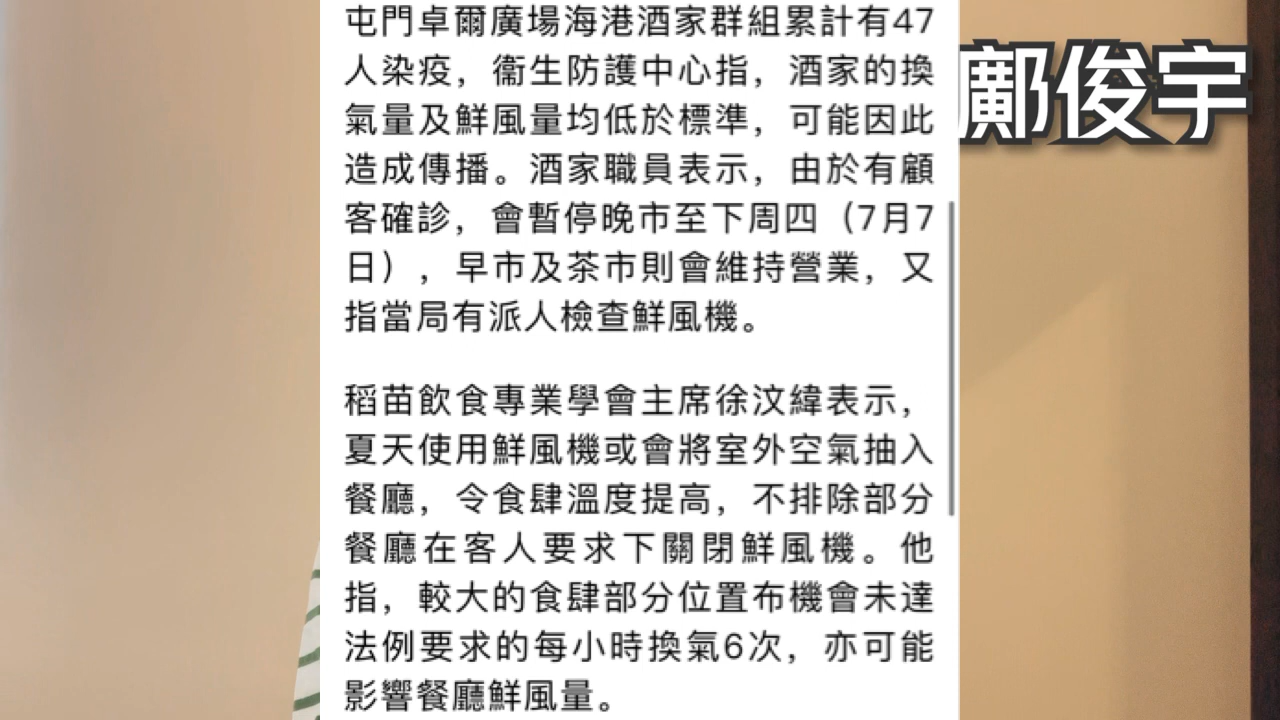 屯門卓爾廣場海港酒家群組累計有47
人染疫，衞生防護中心指，酒家的換
氣量及鮮風量均低於標準，可能因此
造成傳播。酒家職員表示，由於有顧
客確診，會暫停晚市至下周四（7月7
日），早市及茶市則會維持營業，又
指當局有派人檢查鮮風機。
稻苗飲食專業學會主席徐汶緯表示，
夏天使用鮮風機或會將室外空氣抽入
餐廳，令食肆溫度提高，不排除部分
餐廳在客人要求下關閉鮮風機。他
指，較大的食肆部分位置布機會未達
法例要求的每小時換氣6次，亦可能
影響餐廳鮮風量。
鄺俊宇